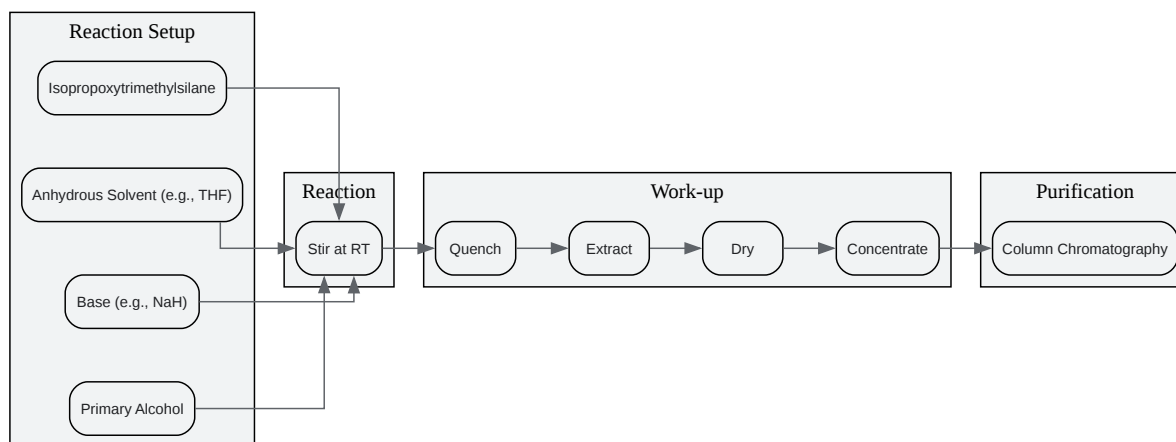 Reaction Setup
Isopropoxytrimethylsilane
Anhydrous Solvent (e.g., THF)
Base (e.g., NaH)
Primary Alcohol
Reaction
Stir at RT
Work-up
Quench
Extract
Dry
Concentrate
Purification
Column Chromatography